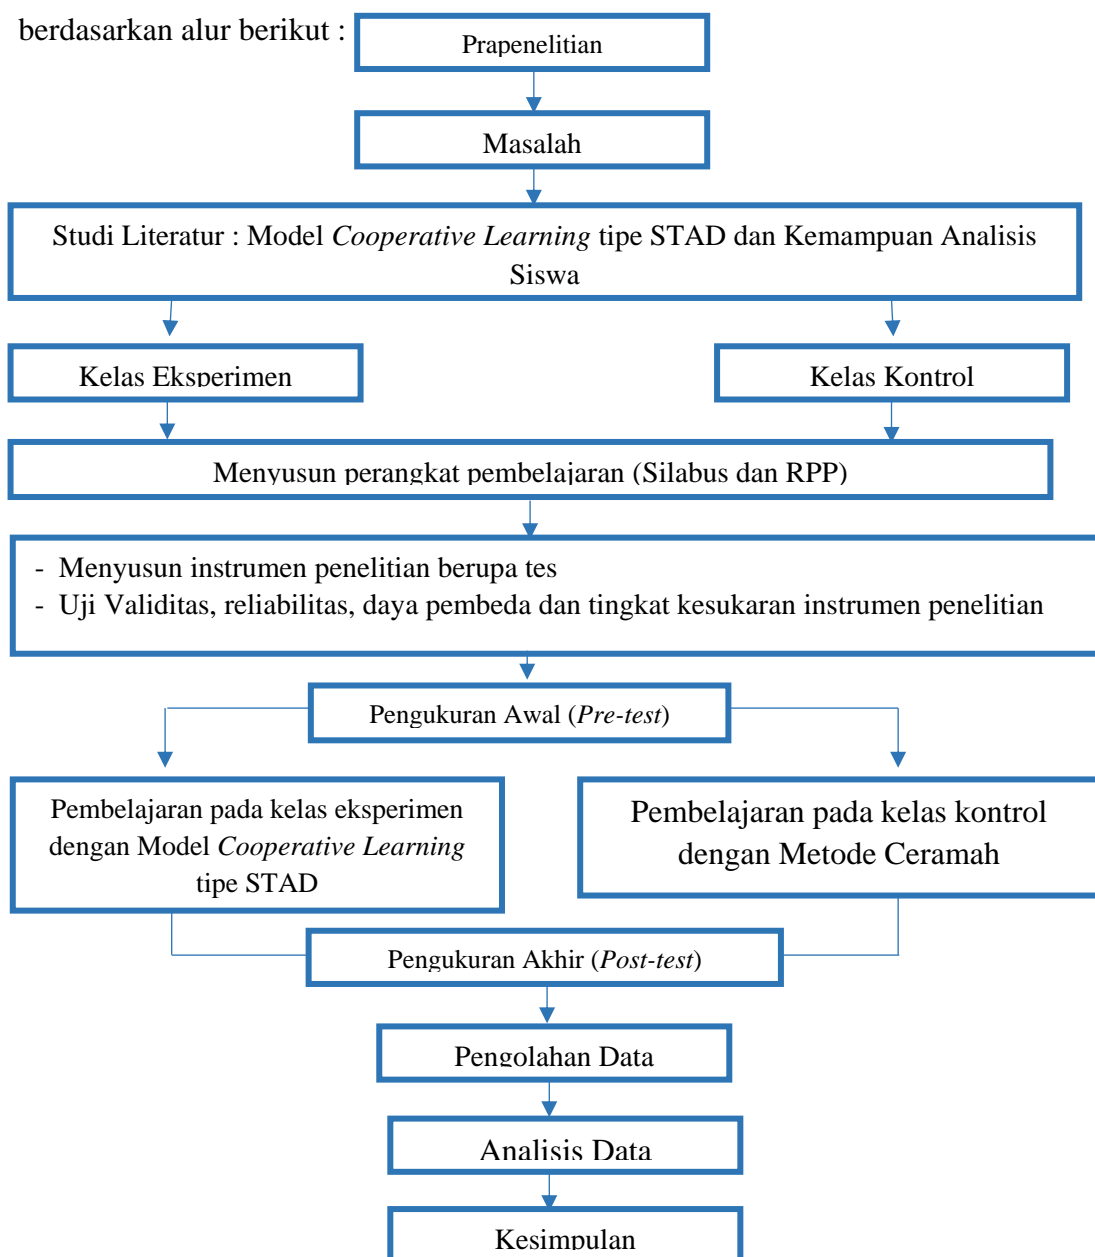 berdasarkan alur berikut :
Prapenelitian
Masalah
Studi Literatur : Model Cooperative Learning tipe STAD dan Kemampuan Analisis
Siswa
Kelas Eksperimen
Kelas Kontrol
Menyusun perangkat pembelajaran (Silabus dan RPP)
- Menyusun instrumen penelitian berupa tes
- Uji Validitas, reliabilitas, daya pembeda dan tingkat kesukaran instrumen penelitian
Pengukuran Awal (Pre-test)
Pembelajaran pada kelas eksperimen
dengan Model Cooperative Learning
tipe STAD
Pembelajaran pada kelas kontrol
dengan Metode Ceramah
Pengukuran Akhir (Post-test)
Pengolahan Data
Analisis Data
Kesimpulan